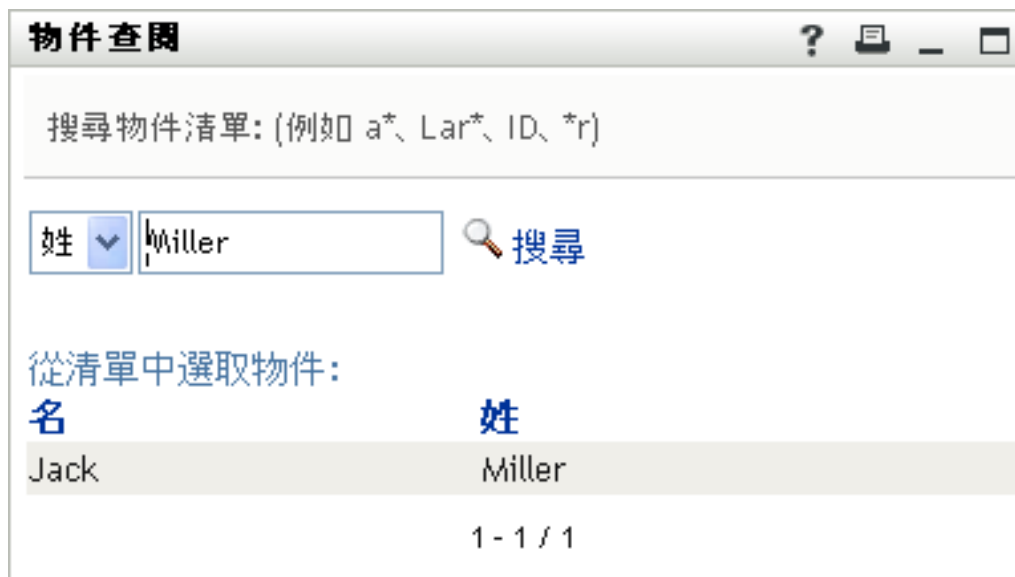 物件查閱
搜尋物件清單: (例如 a*、Lar*、ID、*r)
姓 Miller 搜尋
從清單中選取物件:
名 姓
Jack Miller
1 - 1 / 1